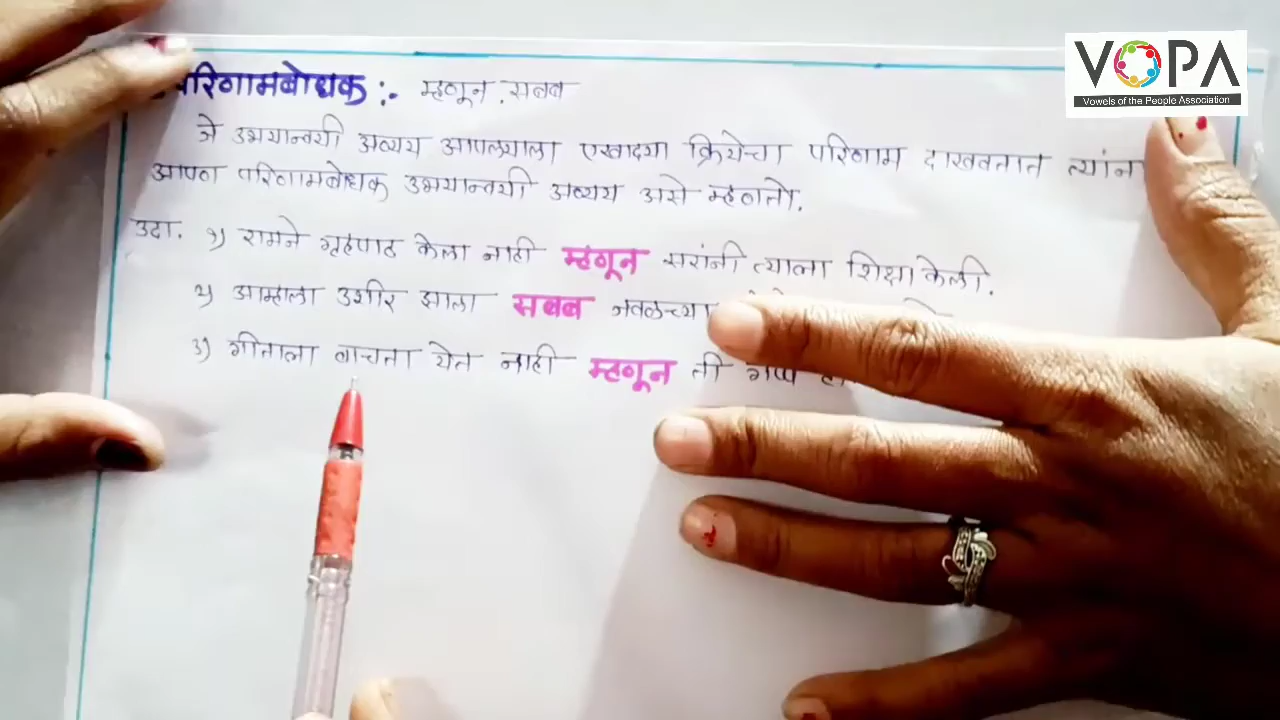 परिणामबोधक :- म्हणून, सबब
जे उभयान्वयी अव्यय आपल्याला एखाद्या क्रियेचा परिणाम दाखवतात
आपण परिणामबोधक उभयान्वयी अव्यय असे म्हणतो.
उदा. १) रामने गृहपाठ केला नाही म्हणून सरांनी त्याला शिक्षा केली.
२) आम्हाला उशीर झाला सबब जवळच्या
३) गीताला वाचता येत नाही म्हणून ती गप्प
VOPA
Vowels of the People Association